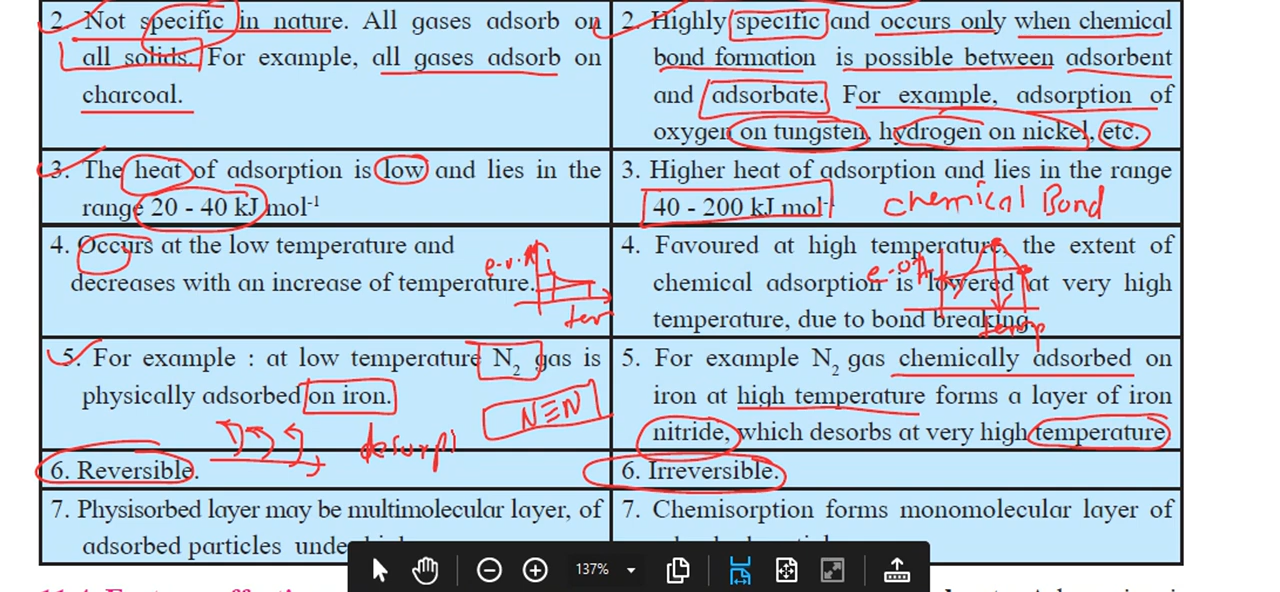 2. Not specific in nature. All gases adsorb on
all solids. For example, all gases adsorb on
charcoal.
2. Highly specific and occurs only when chemical
bond formation is possible between adsorbent
and adsorbate. For example, adsorption of
oxygen on tungsten, hydrogen on nickel, etc.
3. The heat of adsorption is low and lies in the
range 20 - 40 kJ mol-1
3. Higher heat of adsorption and lies in the range
40 - 200 kJ mol-1
chemical Bond
4. Occurs at the low temperature and
decreases with an increase of temperature.
4. Favoured at high temperature, the extent of
chemical adsorption is lowered at very high
temperature, due to bond breaking.
temp
5. For example : at low temperature N2 gas is
physically adsorbed on iron.
N≡N
5. For example N2 gas chemically adsorbed on
iron at high temperature forms a layer of iron
nitride, which desorbs at very high temperature.
6. Reversible.
desorpi
6. Irreversible.
7. Physisorbed layer may be multimolecular layer, of
adsorbed particles
7. Chemisorption forms monomolecular layer of
137%